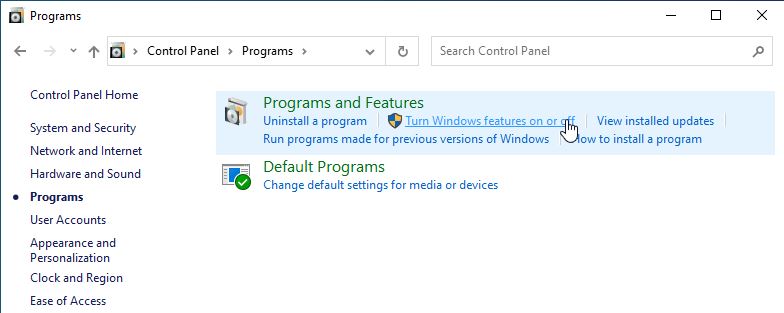 Programs
Control Panel > Programs >
Search Control Panel
Control Panel Home
System and Security
Network and Internet
Hardware and Sound
Programs
User Accounts
Appearance and
Personalization
Clock and Region
Ease of Access
Programs and Features
Uninstall a program | Turn Windows features on or off | View installed updates |
Run programs made for previous versions of Windows | How to install a program
Default Programs
Change default settings for media or devices